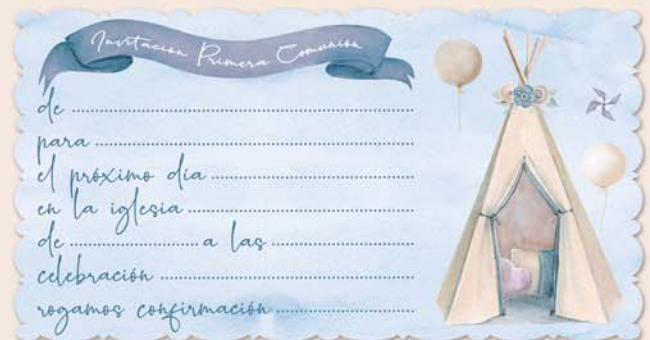 Invitación Primera Comunión
de ..........
para ..........
el próximo día ..........
en la iglesia ..........
de .......... a las ..........
celebración ..........
rogamos confirmación ..........